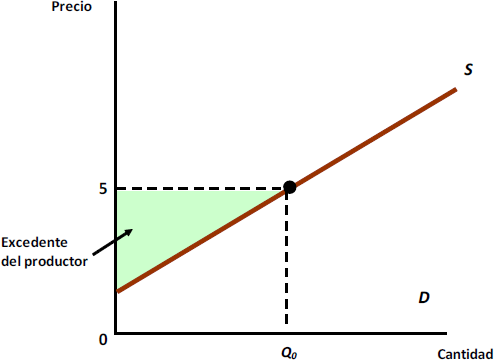 Precio
S
5
Excedente
del productor
D
0
Q₀
Cantidad